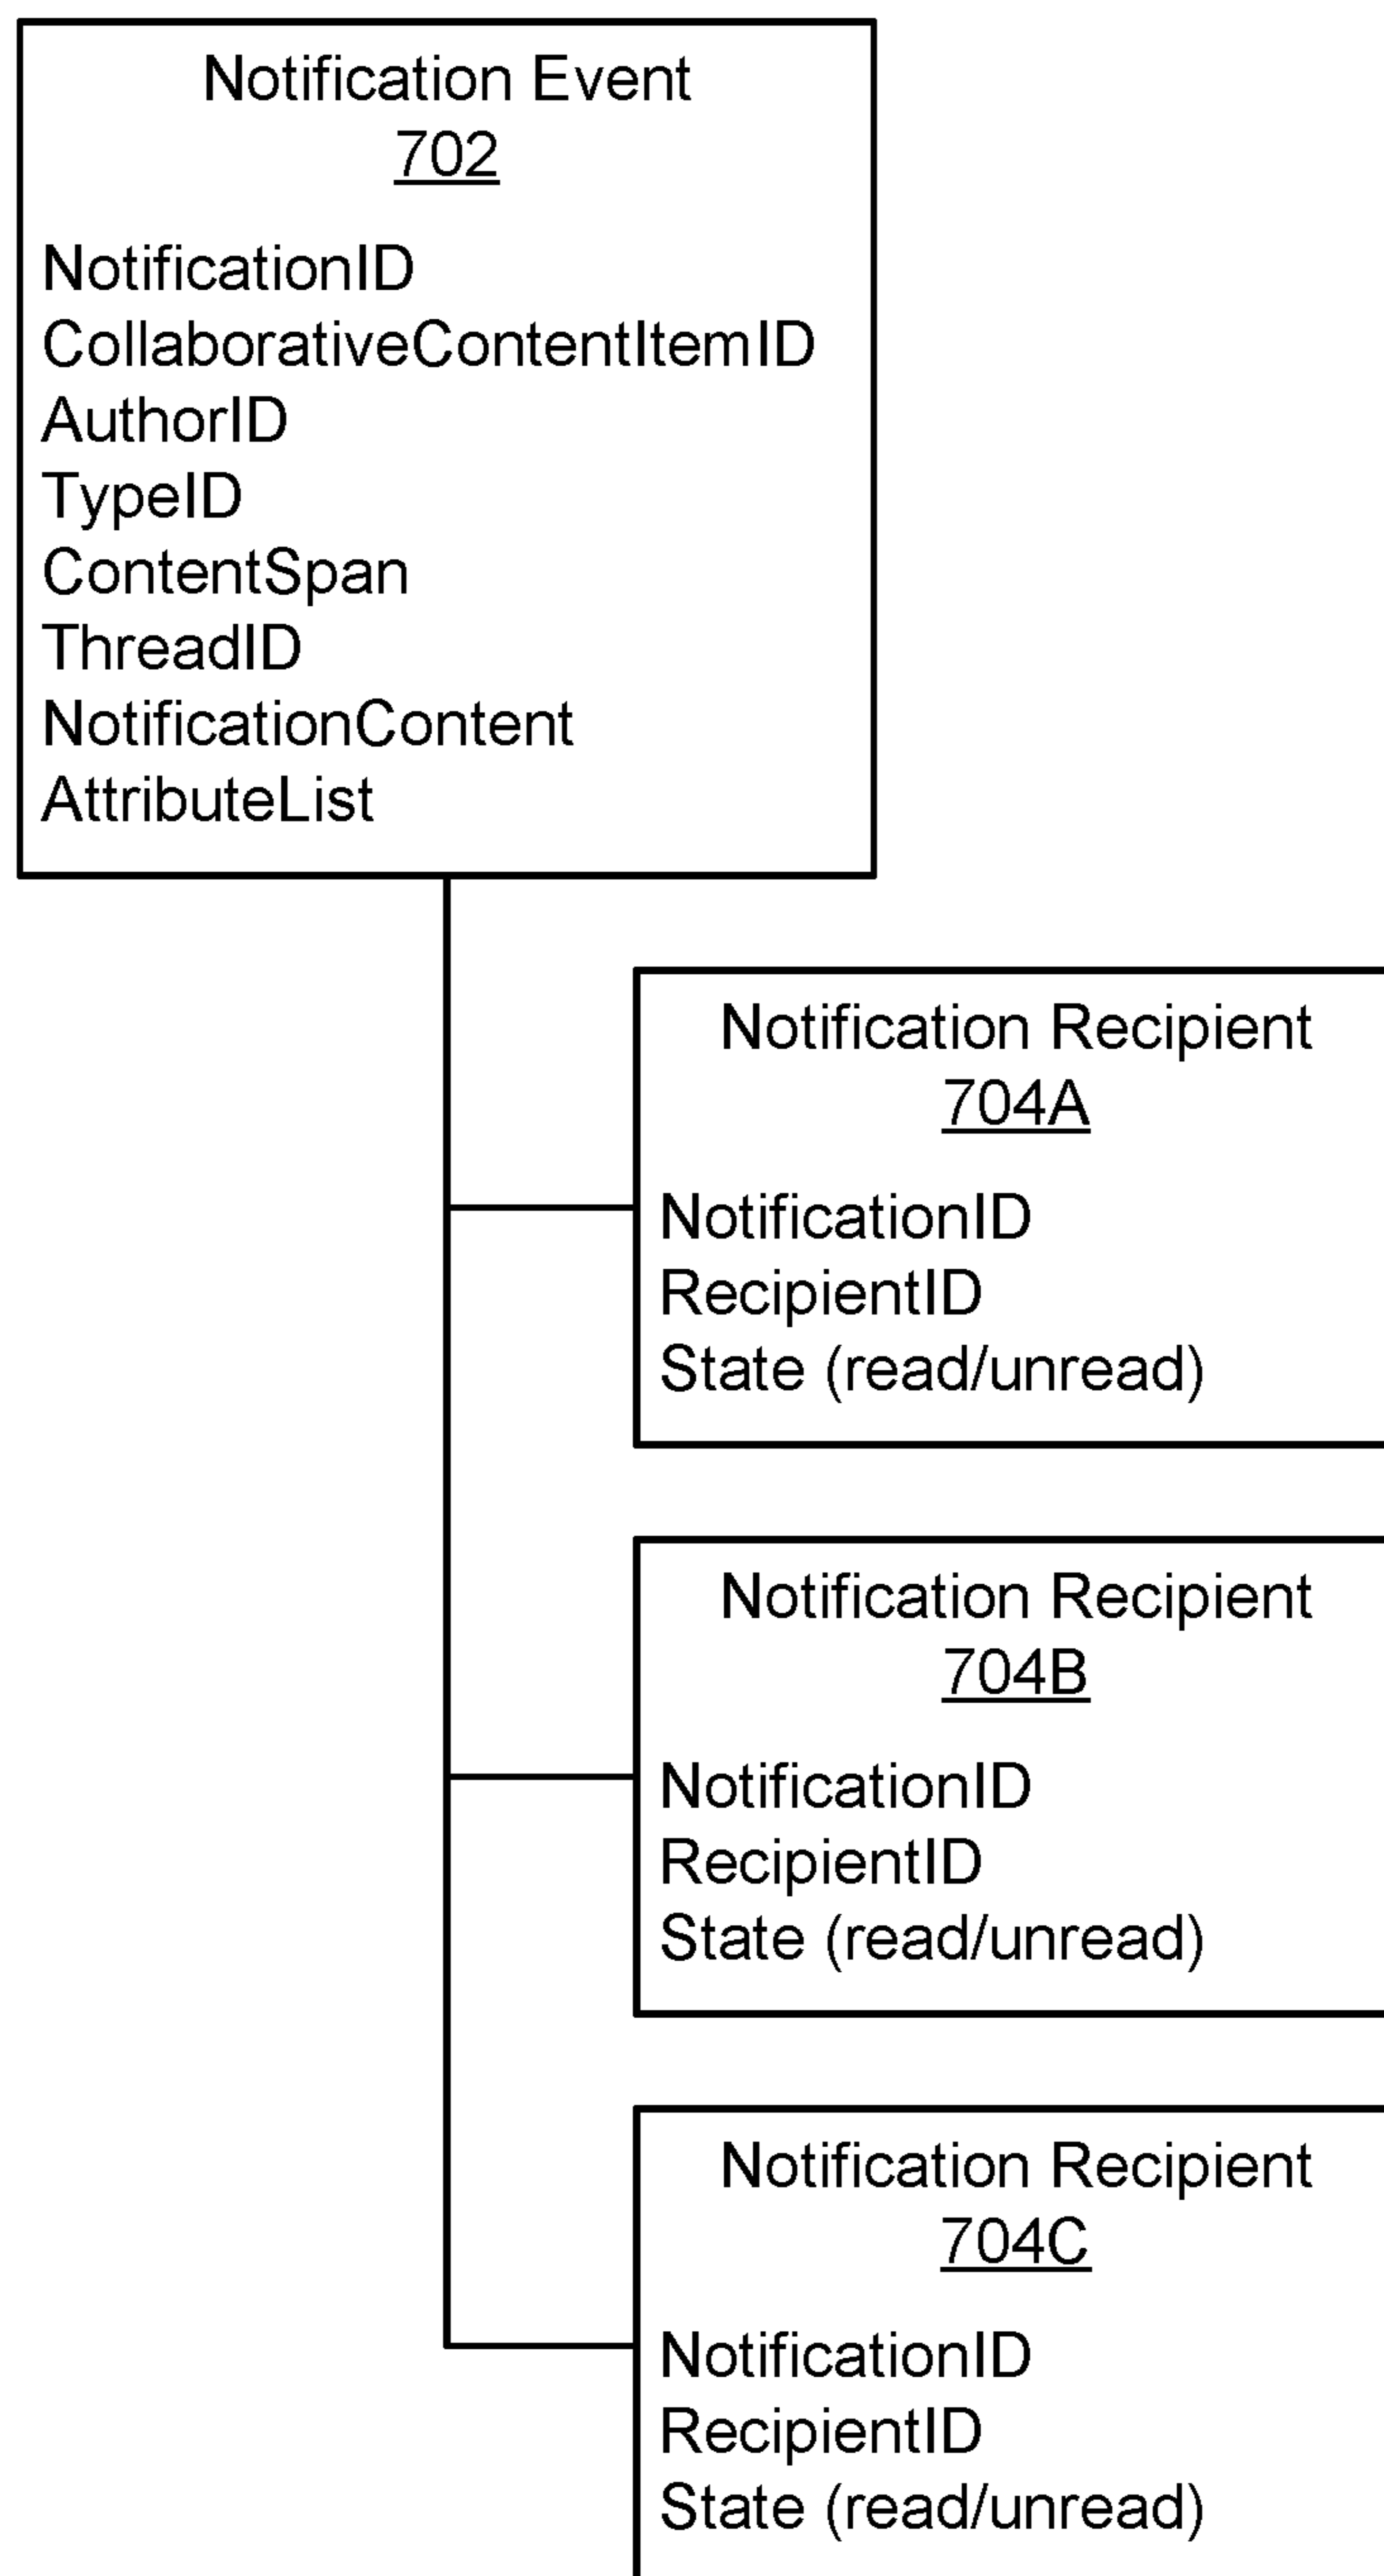 Notification Event
702
NotificationID
CollaborativeContentItemID
AuthorID
TypeID
ContentSpan
ThreadID
NotificationContent
AttributeList
Notification Recipient
704A
NotificationID
RecipientID
State (read/unread)
Notification Recipient
704B
NotificationID
RecipientID
State (read/unread)
Notification Recipient
704C
NotificationID
RecipientID
State (read/unread)